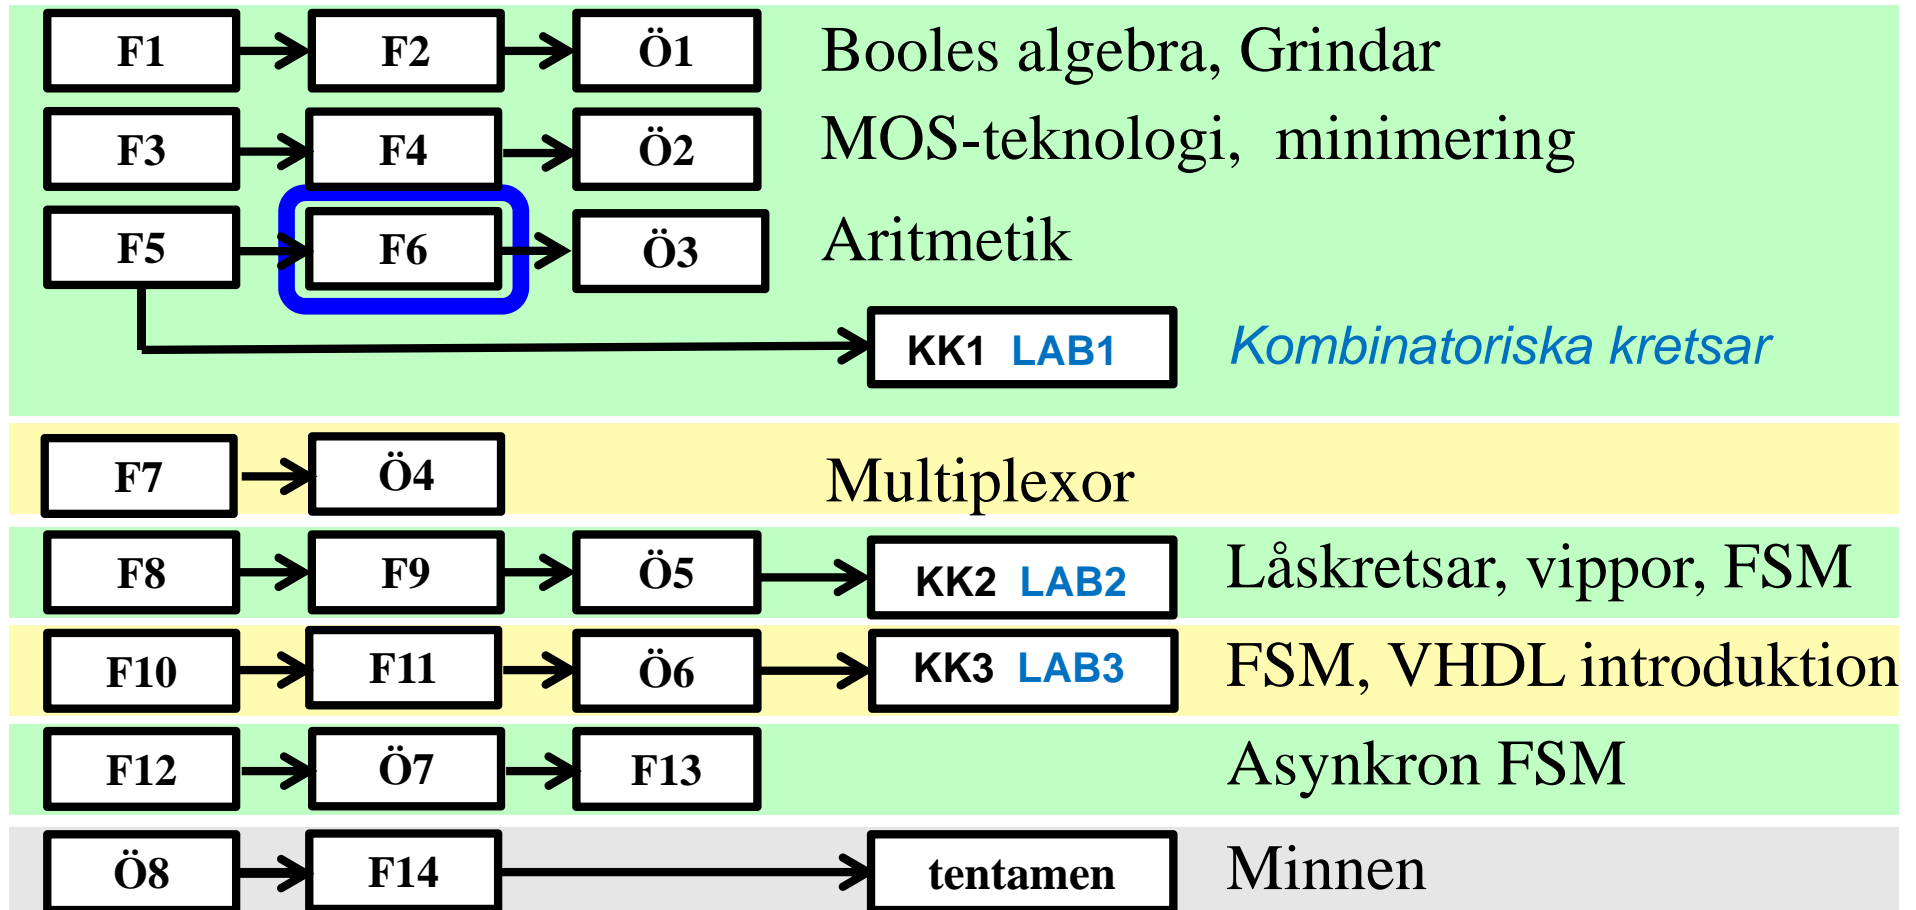 F1 F2 Ö1 Booles algebra, Grindar
F3 F4 Ö2 MOS-teknologi, minimering
F5 F6 Ö3 Aritmetik
KK1 LAB1 Kombinatoriska kretsar
F7 Ö4 Multiplexor
F8 F9 Ö5 KK2 LAB2 Låskretsar, vippor, FSM
F10 F11 Ö6 KK3 LAB3 FSM, VHDL introduktion
F12 Ö7 F13 Asynkron FSM
Ö8 F14 tentamen Minnen